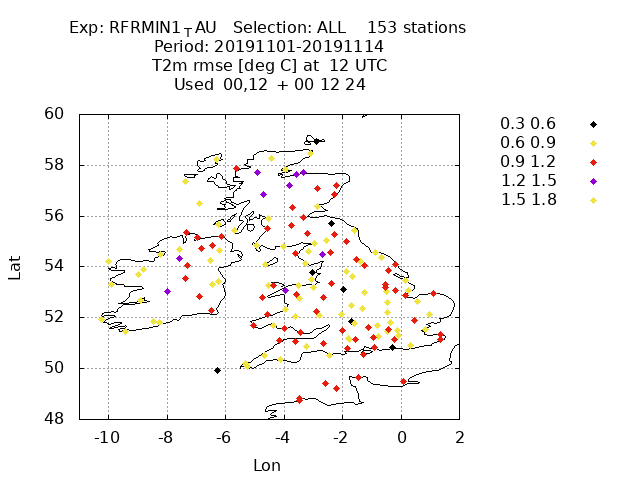 Exp: RFRMIN1_TAU   Selection: ALL    153 stations
Period: 20191101-20191114
T2m rmse [deg C] at  12 UTC
Used  00,12  + 00 12 24
0.3 0.6
0.6 0.9
0.9 1.2
1.2 1.5
1.5 1.8
60
58
56
54
52
50
48
Lat
-10 -8 -6 -4 -2 0 2
Lon